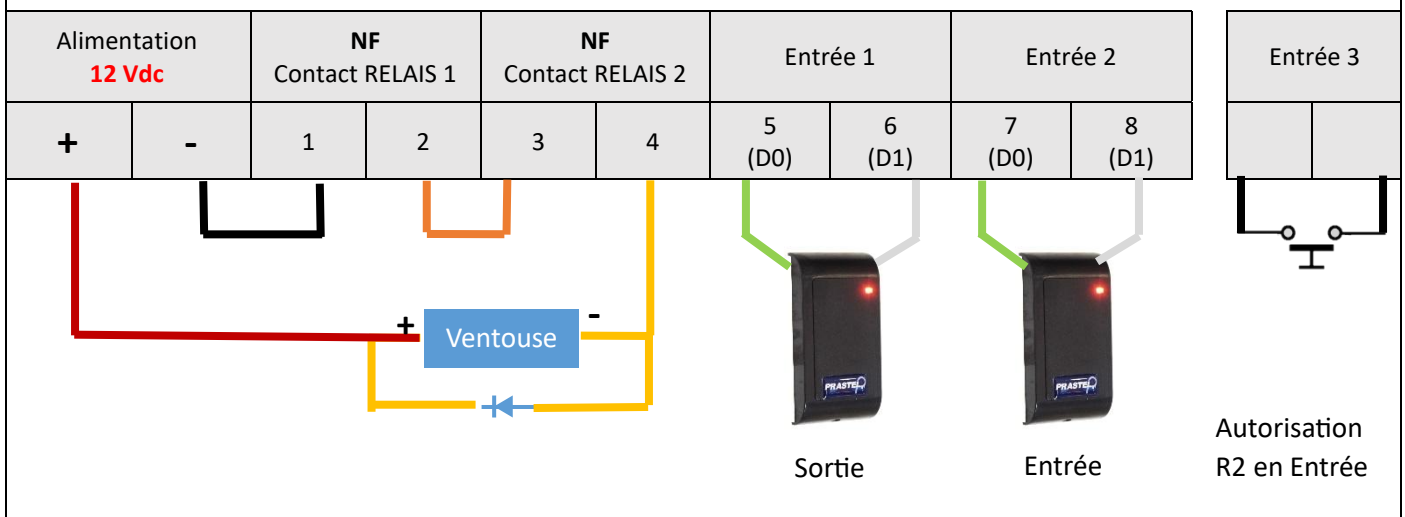 Alimentation
12 Vdc
NF
Contact RELAIS 1
NF
Contact RELAIS 2
Entrée 1
Entrée 2
Entrée 3
+
-
1
2
3
4
5
(D0)
6
(D1)
7
(D0)
8
(D1)
+
Ventouse
-
PRASTEL
PRASTEL
Sortie
Entrée
Autorisation
R2 en Entrée